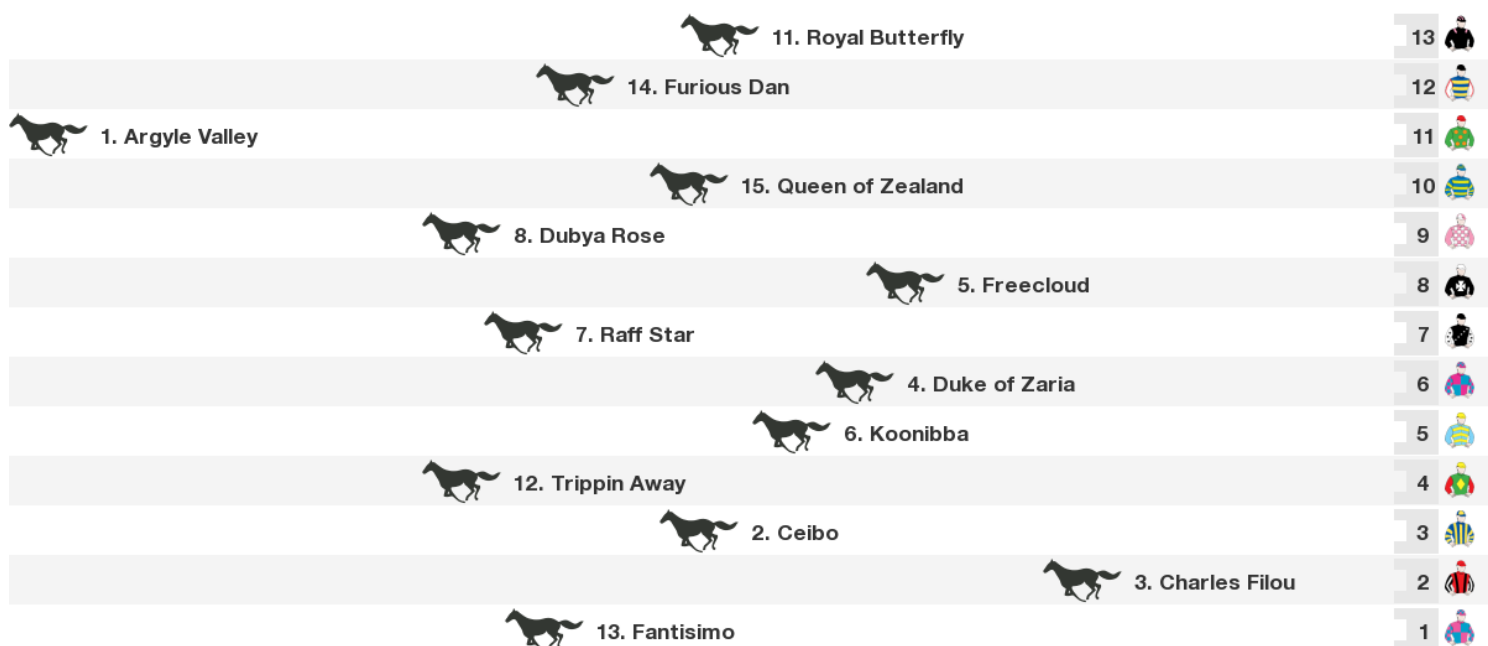 11. Royal Butterfly 13
14. Furious Dan 12
1. Argyle Valley 11
15. Queen of Zealand 10
8. Dubya Rose 9
5. Freecloud 8
7. Raff Star 7
4. Duke of Zaria 6
6. Koonibba 5
12. Trippin Away 4
2. Ceibo 3
3. Charles Filou 2
13. Fantisimo 1